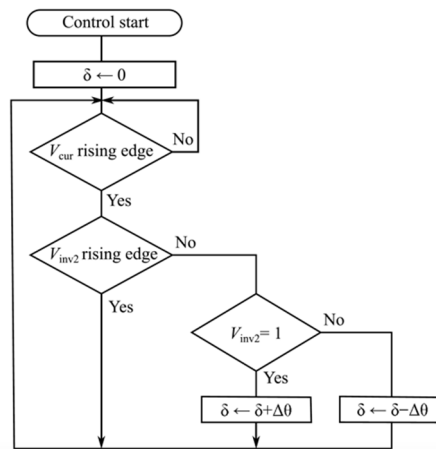 Control start
δ ← 0
V_cur rising edge
No
Yes
V_inv2 rising edge
No
Yes
V_inv2 = 1
No
Yes
δ ← δ+Δθ
δ ← δ−Δθ